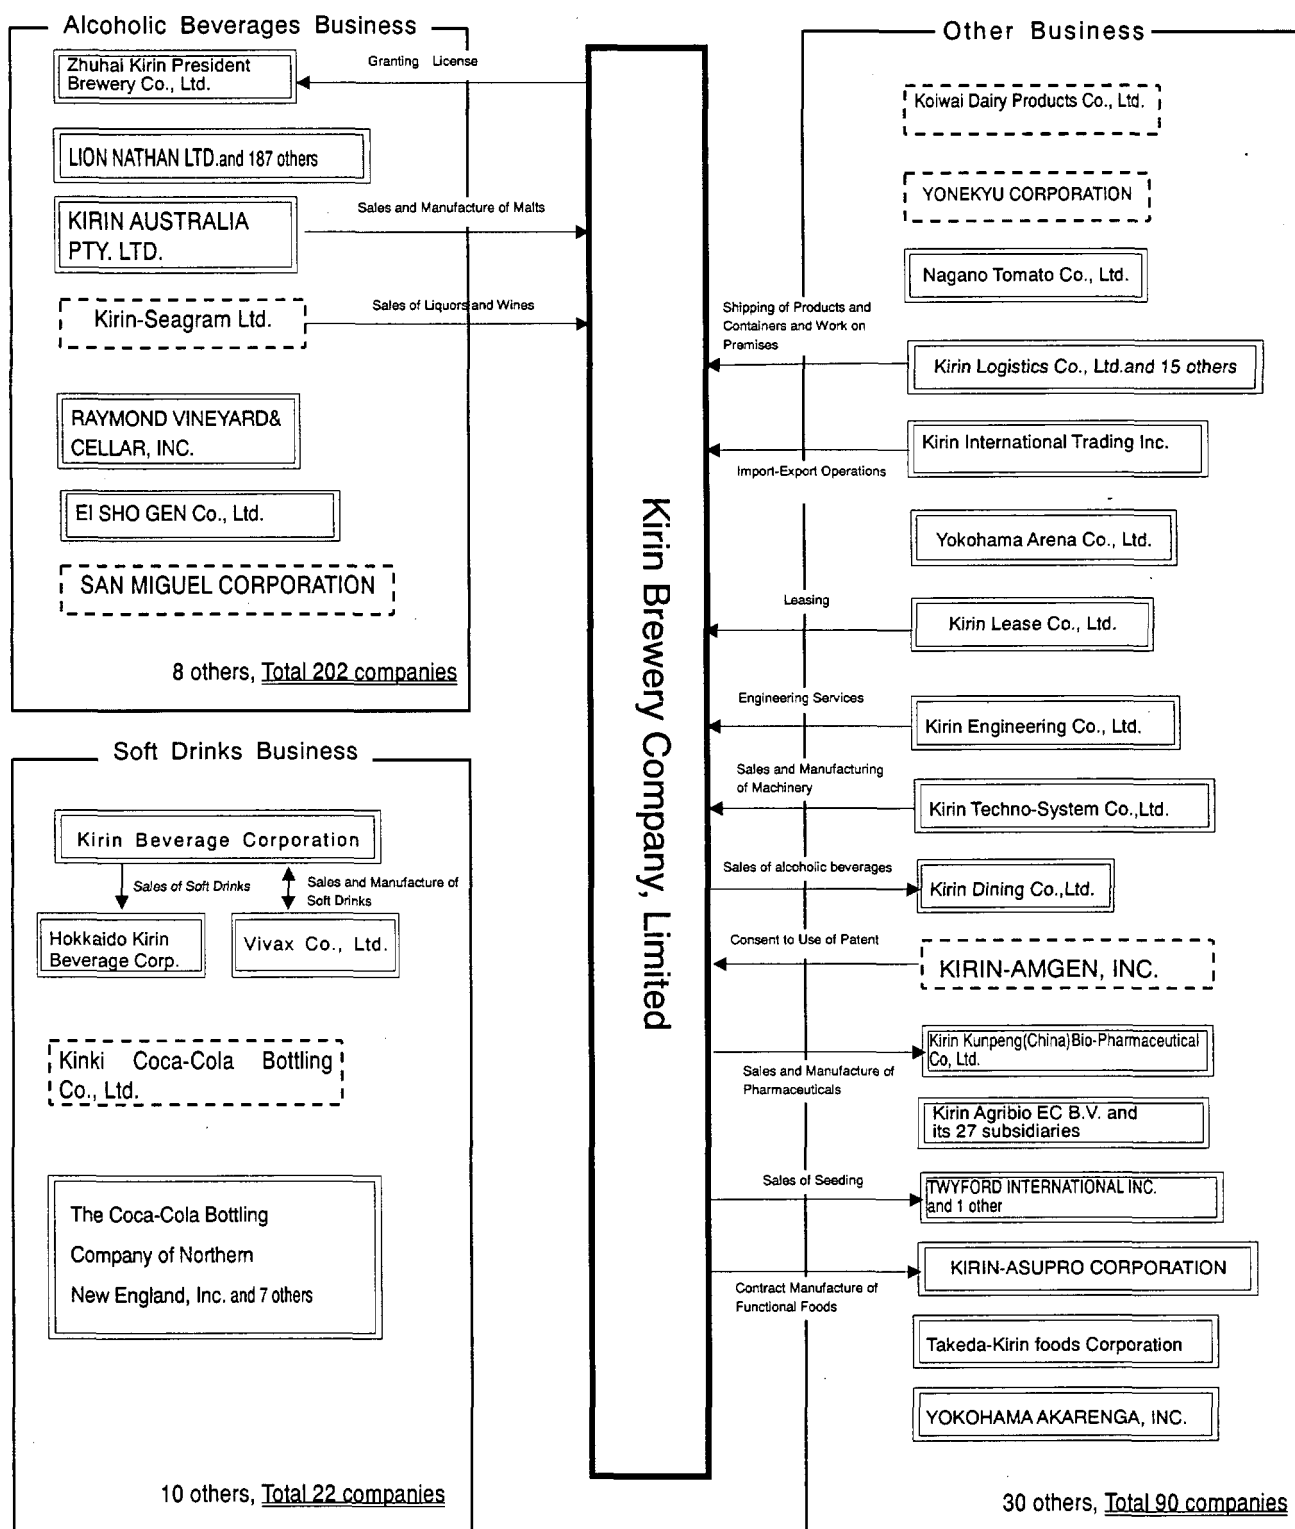 Alcoholic Beverages Business
Zhuhai Kirin President
Brewery Co., Ltd.
Granting License
LION NATHAN LTD.and 187 others
KIRIN AUSTRALIA
PTY. LTD.
Sales and Manufacture of Malts
Kirin-Seagram Ltd.
Sales of Liquors and Wines
RAYMOND VINEYARD&
CELLAR, INC.
EI SHO GEN Co., Ltd.
SAN MIGUEL CORPORATION
8 others, Total 202 companies
Soft Drinks Business
Kirin Beverage Corporation
Sales of Soft Drinks
Sales and Manufacture of
Soft Drinks
Hokkaido Kirin
Beverage Corp.
Vivax Co., Ltd.
Kinki Coca-Cola Bottling
Co., Ltd.
The Coca-Cola Bottling
Company of Northern
New England, Inc. and 7 others
10 others, Total 22 companies
Kirin Brewery Company, Limited
Other Business
Koiwai Dairy Products Co., Ltd.
YONEKYU CORPORATION
Nagano Tomato Co., Ltd.
Shipping of Products and
Containers and Work on
Premises
Kirin Logistics Co., Ltd.and 15 others
Kirin International Trading Inc.
Import-Export Operations
Yokohama Arena Co., Ltd.
Leasing
Kirin Lease Co., Ltd.
Engineering Services
Kirin Engineering Co., Ltd.
Sales and Manufacturing
of Machinery
Kirin Techno-System Co.,Ltd.
Sales of alcoholic beverages
Kirin Dining Co.,Ltd.
Consent to Use of Patent
KIRIN-AMGEN, INC.
Kirin Kunpeng(China)Bio-Pharmaceutical
Co, Ltd.
Sales and Manufacture of
Pharmaceuticals
Kirin Agribio EC B.V. and
its 27 subsidiaries
Sales of Seeding
TWYFORD INTERNATIONAL INC.
and 1 other
KIRIN-ASUPRO CORPORATION
Contract Manufacture of
Functional Foods
Takeda-Kirin foods Corporation
YOKOHAMA AKARENGA, INC.
30 others, Total 90 companies